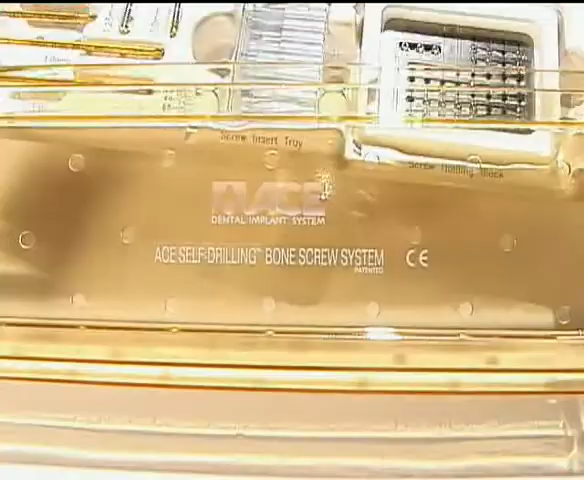 Screw Insert Tray
Screw Holding Block
ACE
DENTAL IMPLANT SYSTEM
ACE SELF-DRILLING™ BONE SCREW SYSTEM CE
PATENTED